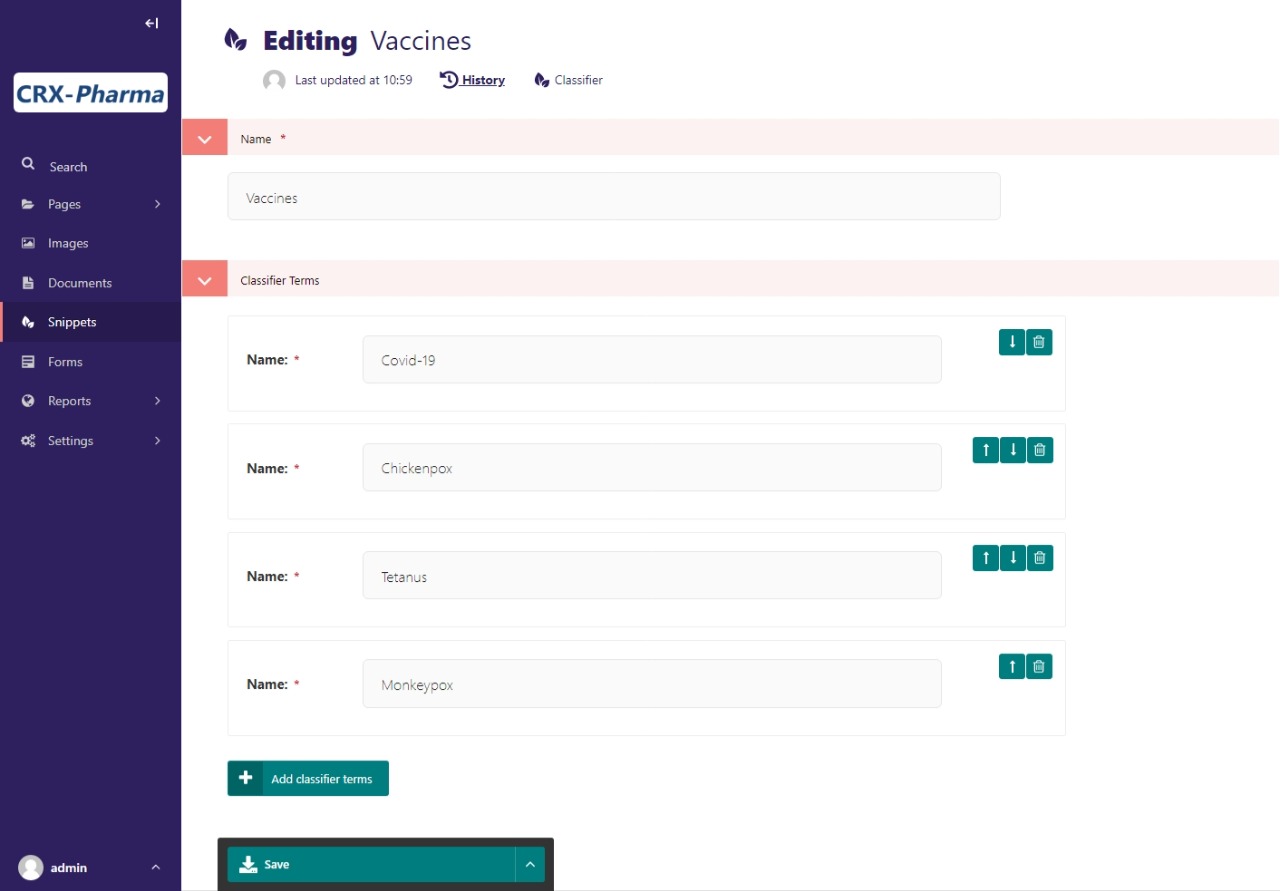 CRX-Pharma
Search
Pages
Images
Documents
Snippets
Forms
Reports
Settings
admin
Editing Vaccines
Last updated at 10:59 History Classifier
Name *
Vaccines
Classifier Terms
Name: * Covid-19
Name: * Chickenpox
Name: * Tetanus
Name: * Monkeypox
Add classifier terms
Save